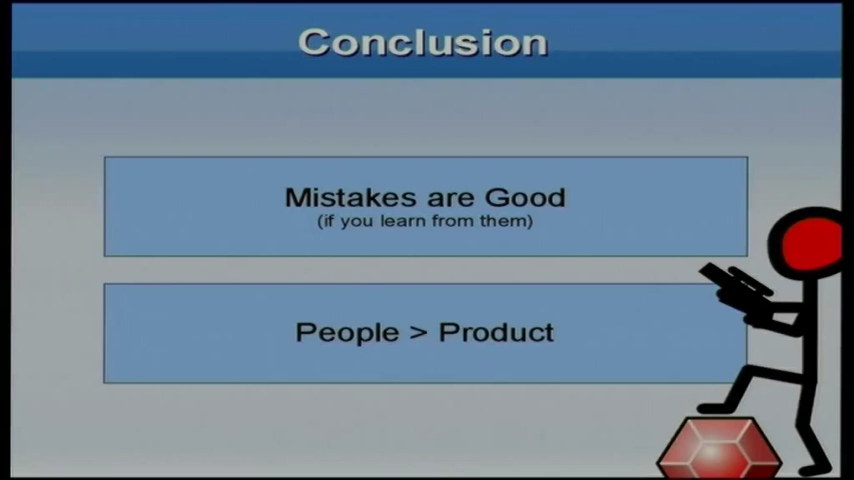 Conclusion
Mistakes are Good
(if you learn from them)
People > Product